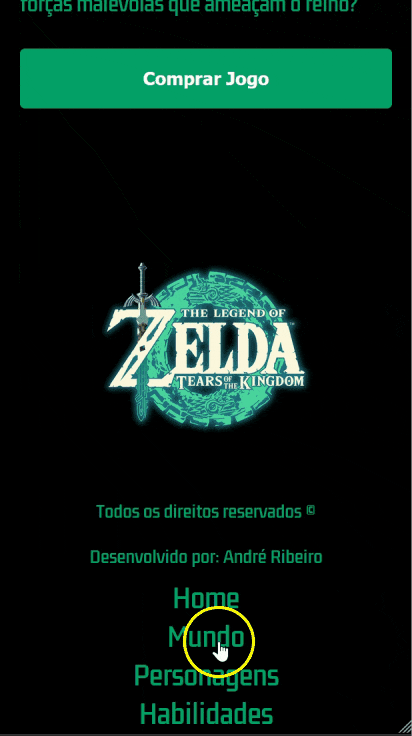 forças malévolas que ameaçam o reino?
Comprar Jogo
THE LEGEND OF
ZELDA
TEARS OF THE KINGDOM
Todos os direitos reservados ©
Desenvolvido por: André Ribeiro
Home
Mundo
Personagens
Habilidades